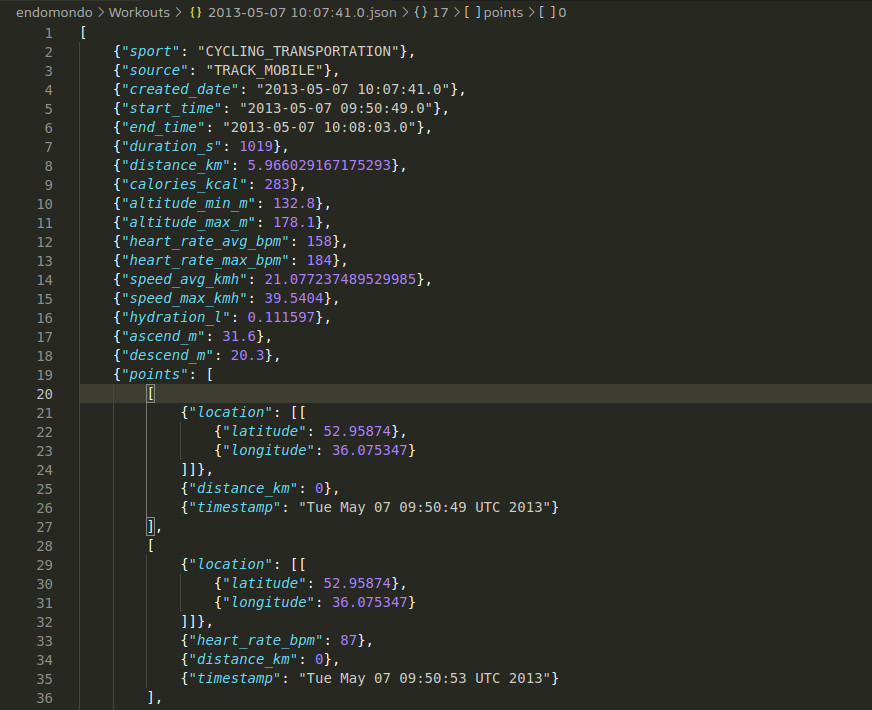 endomondo > Workouts > {} 2013-05-07 10:07:41.0.json > {} 17 > [ ] points > [ ] 0
1 [
2 {"sport": "CYCLING_TRANSPORTATION"},
3 {"source": "TRACK_MOBILE"},
4 {"created_date": "2013-05-07 10:07:41.0"},
5 {"start_time": "2013-05-07 09:50:49.0"},
6 {"end_time": "2013-05-07 10:08:03.0"},
7 {"duration_s": 1019},
8 {"distance_km": 5.966029167175293},
9 {"calories_kcal": 283},
10 {"altitude_min_m": 132.8},
11 {"altitude_max_m": 178.1},
12 {"heart_rate_avg_bpm": 158},
13 {"heart_rate_max_bpm": 184},
14 {"speed_avg_kmh": 21.077237489529985},
15 {"speed_max_kmh": 39.5404},
16 {"hydration_l": 0.111597},
17 {"ascend_m": 31.6},
18 {"descend_m": 20.3},
19 {"points": [
20 [
21 {"location": [[
22 {"latitude": 52.95874},
23 {"longitude": 36.075347}
24 ]]},
25 {"distance_km": 0},
26 {"timestamp": "Tue May 07 09:50:49 UTC 2013"}
27 ],
28 [
29 {"location": [[
30 {"latitude": 52.95874},
31 {"longitude": 36.075347}
32 ]]},
33 {"heart_rate_bpm": 87},
34 {"distance_km": 0},
35 {"timestamp": "Tue May 07 09:50:53 UTC 2013"}
36 ],